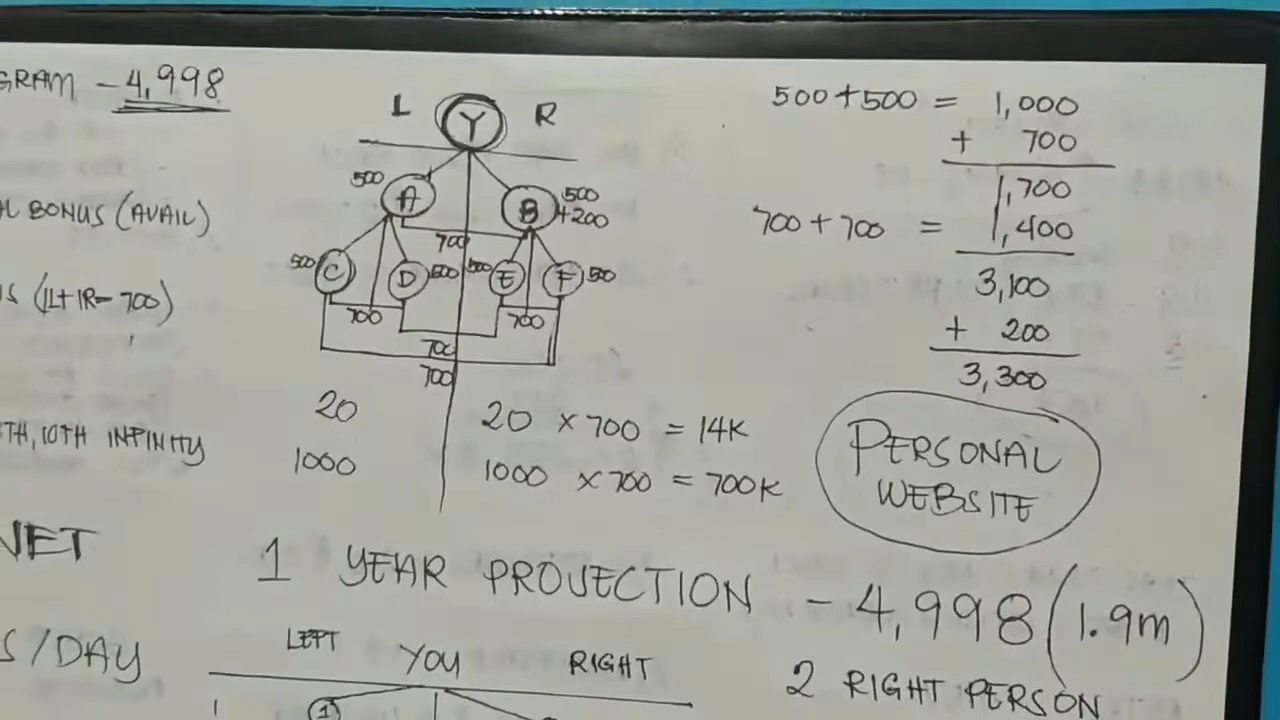 GRAM - 4,998
L BONUS (AVAIL)
S (1L+1R= 700)
5TH, 10TH INFINITY
NET
S/DAY
L Y R
500 A B 500
+200
700
500 C D 500 500 E F 500
700 700
700
700
20 20 x 700 = 14K
1000 1000 x 700 = 700K
500+500 = 1,000
+ 700
1,700
700+700 = 1,400
3,100
+ 200
3,300
PERSONAL
WEBSITE
1 YEAR PROJECTION - 4,998 (1.9m)
LEFT YOU RIGHT
1
2 RIGHT PERSON